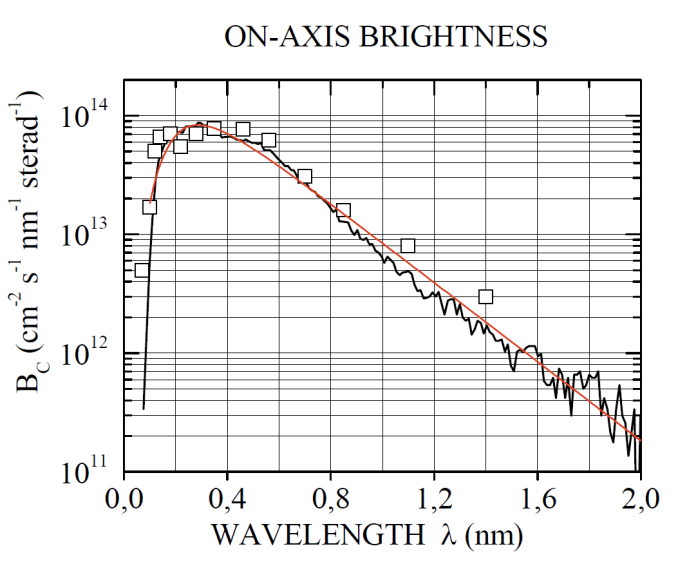 ON-AXIS BRIGHTNESS
B_C (cm^-2 s^-1 nm^-1 sterad^-1)
10^14
10^13
10^12
10^11
0,0 0,4 0,8 1,2 1,6 2,0
WAVELENGTH λ (nm)